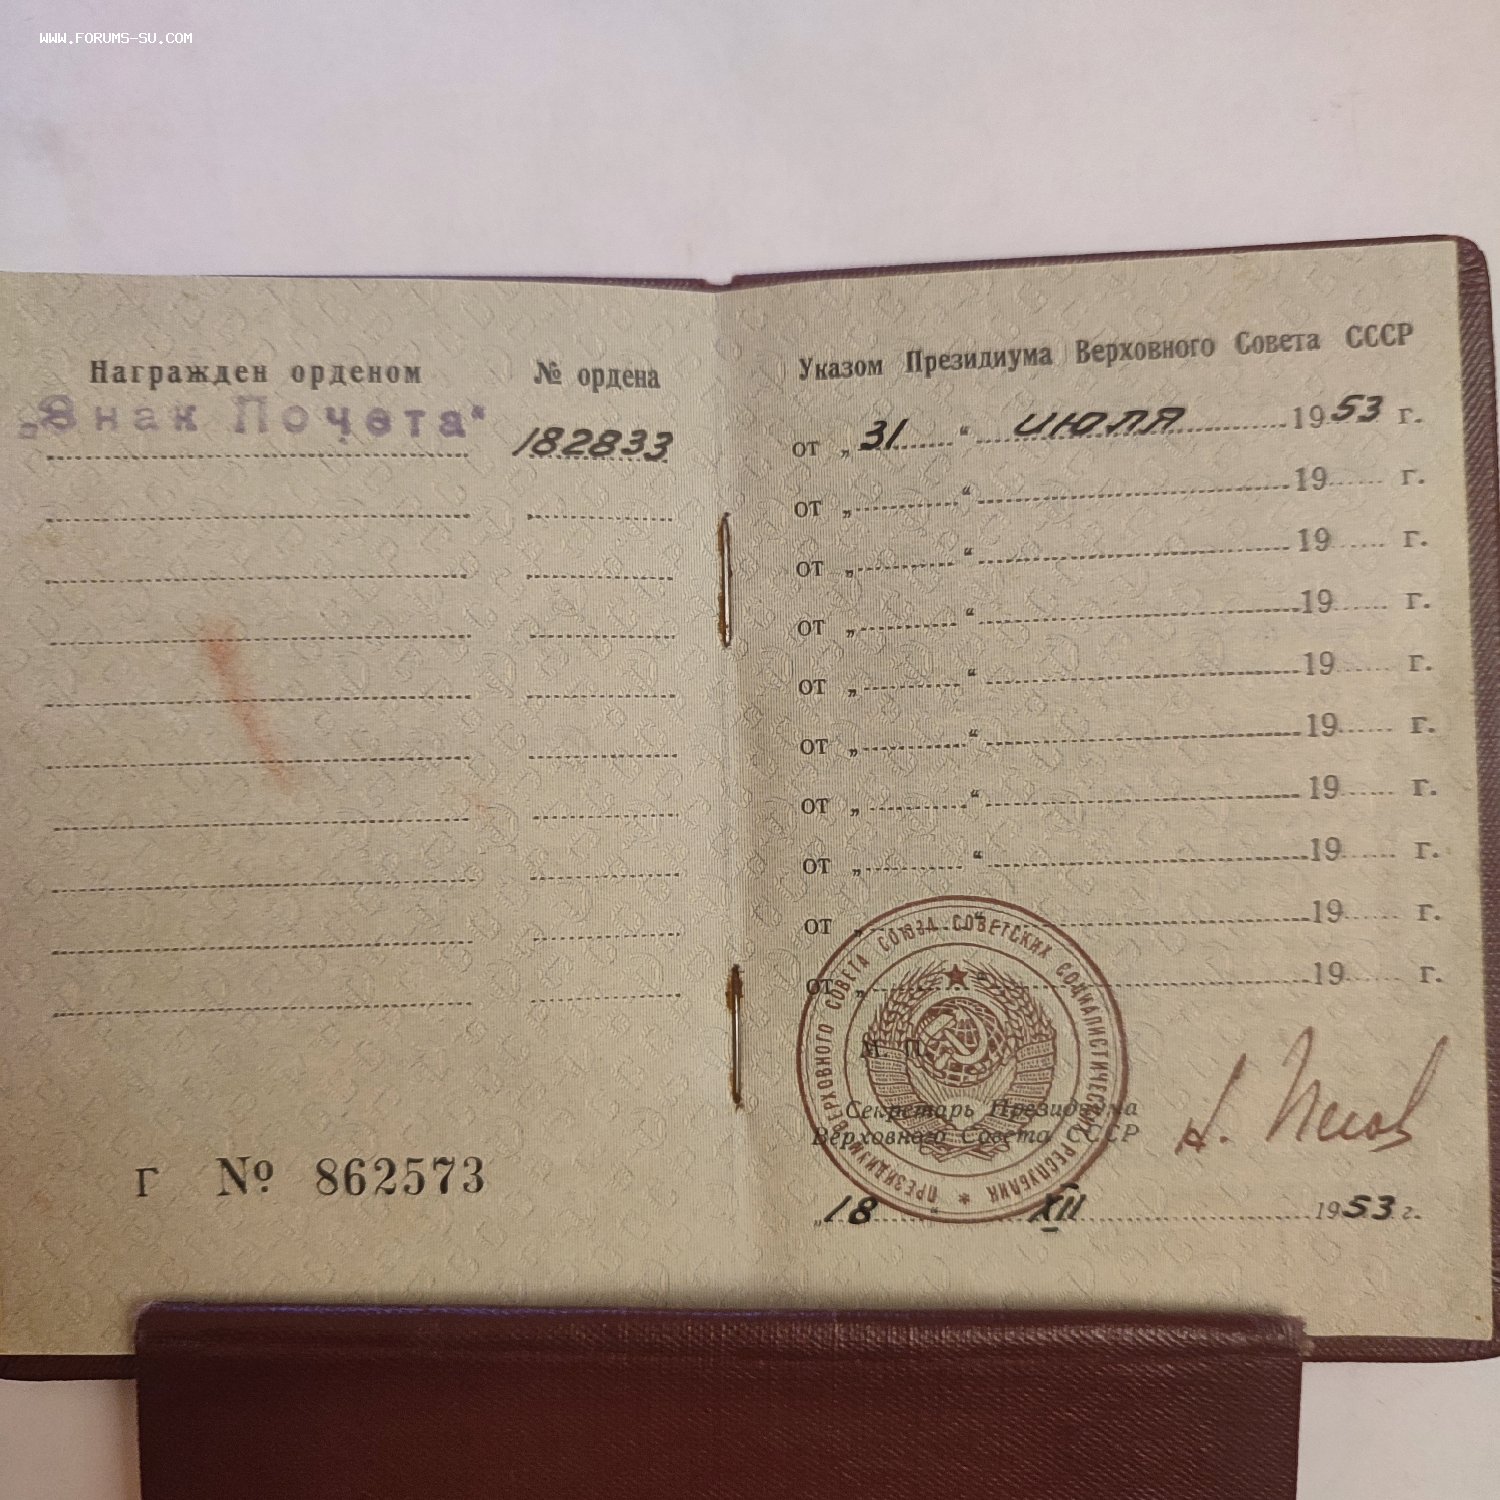 WWW.FORUMS-SU.COM
Награжден орденом № ордена
„Знак Почета“ 182833
Г № 862573
Указом Президиума Верховного Совета СССР
от „31“ июля 1953 г.
от „ “ 19 г.
от „ “ 19 г.
от „ “ 19 г.
от „ “ 19 г.
от „ “ 19 г.
от „ “ 19 г.
от „ “ 19 г.
от „ “ 19 г.
от „ “ 19 г.
М. П.
ПРЕЗИДИУМ ВЕРХОВНОГО СОВЕТА СОЮЗА СОВЕТСКИХ СОЦИАЛИСТИЧЕСКИХ РЕСПУБЛИК *
Секретарь Президиума
Верховного Совета СССР
Н. Пегов
„18“ XII 1953 г.